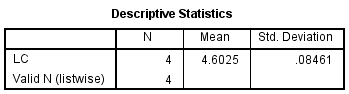 Descriptive Statistics
N Mean Std. Deviation
LC 4 4.6025 .08461
Valid N (listwise) 4